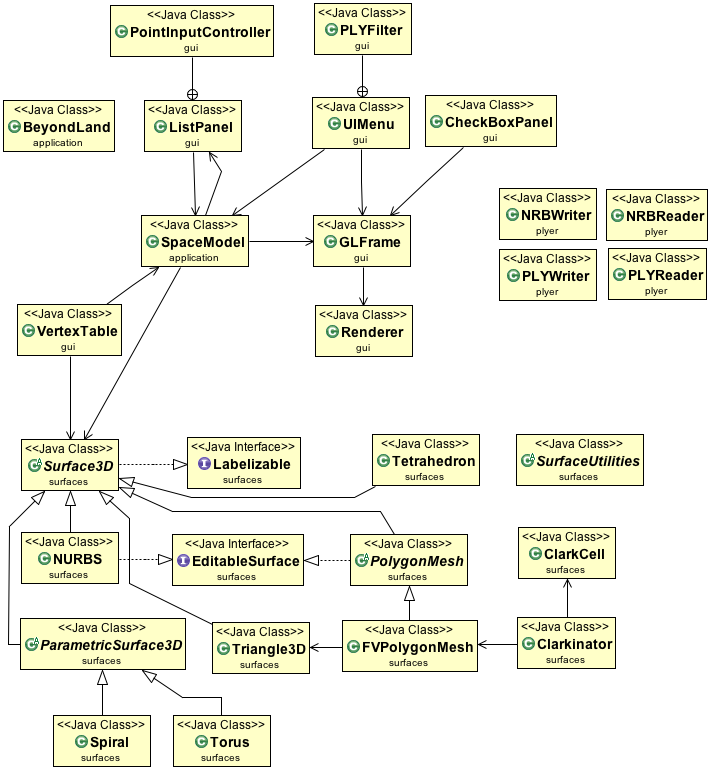 <<Java Class>>
PointInputController
gui
<<Java Class>>
PLYFilter
gui
<<Java Class>>
BeyondLand
application
<<Java Class>>
ListPanel
gui
<<Java Class>>
UIMenu
gui
<<Java Class>>
CheckBoxPanel
gui
<<Java Class>>
NRBWriter
plyer
<<Java Class>>
NRBReader
plyer
<<Java Class>>
SpaceModel
application
<<Java Class>>
GLFrame
gui
<<Java Class>>
PLYWriter
plyer
<<Java Class>>
PLYReader
plyer
<<Java Class>>
VertexTable
gui
<<Java Class>>
Renderer
gui
<<Java Class>>
Surface3D
surfaces
<<Java Interface>>
Labelizable
surfaces
<<Java Class>>
Tetrahedron
surfaces
<<Java Class>>
SurfaceUtilities
surfaces
<<Java Class>>
NURBS
surfaces
<<Java Interface>>
EditableSurface
surfaces
<<Java Class>>
PolygonMesh
surfaces
<<Java Class>>
ClarkCell
surfaces
<<Java Class>>
ParametricSurface3D
surfaces
<<Java Class>>
Triangle3D
surfaces
<<Java Class>>
FVPolygonMesh
surfaces
<<Java Class>>
Clarkinator
surfaces
<<Java Class>>
Spiral
surfaces
<<Java Class>>
Torus
surfaces